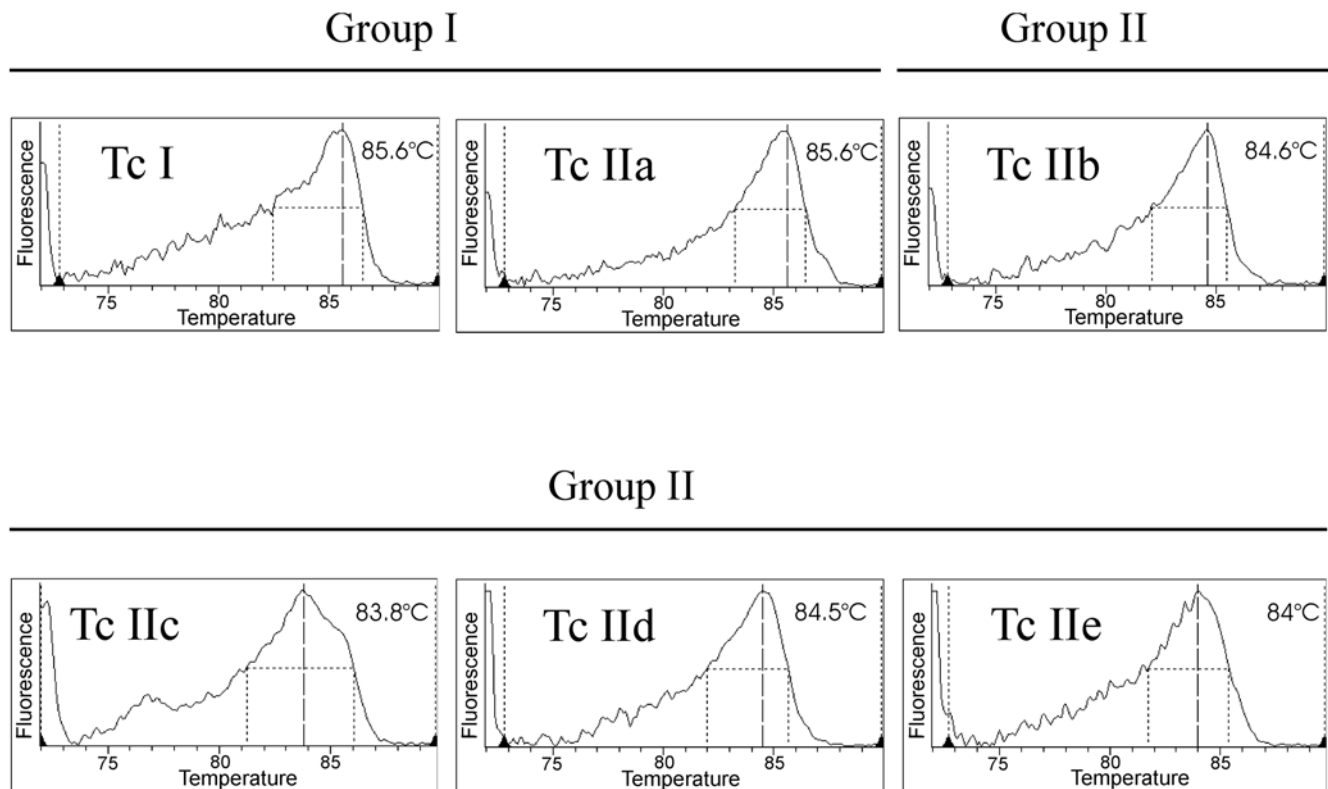 Group I
Group II
Fluorescence
Tc I
85.6°C
75 80 85
Temperature
Fluorescence
Tc IIa
85.6°C
75 80 85
Temperature
Fluorescence
Tc IIb
84.6°C
75 80 85
Temperature
Group II
Fluorescence
Tc IIc
83.8°C
75 80 85
Temperature
Fluorescence
Tc IId
84.5°C
75 80 85
Temperature
Fluorescence
Tc IIe
84°C
75 80 85
Temperature